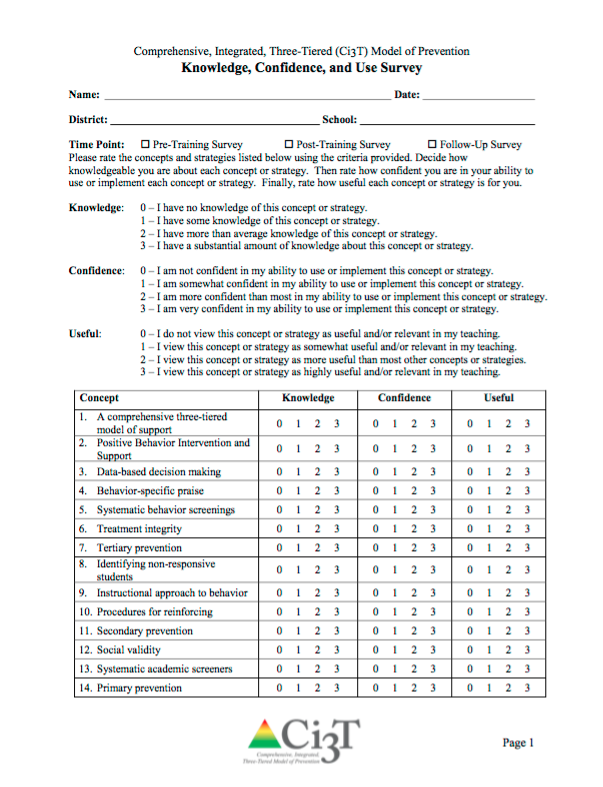 Comprehensive, Integrated, Three-Tiered (Ci3T) Model of Prevention
Knowledge, Confidence, and Use Survey
Name: ______ Date: ______
District: ______ School: ______
Time Point: ☐ Pre-Training Survey ☐ Post-Training Survey ☐ Follow-Up Survey
Please rate the concepts and strategies listed below using the criteria provided. Decide how
knowledgeable you are about each concept or strategy. Then rate how confident you are in your ability to
use or implement each concept or strategy. Finally, rate how useful each concept or strategy is for you.
Knowledge: 0 – I have no knowledge of this concept or strategy.
1 – I have some knowledge of this concept or strategy.
2 – I have more than average knowledge of this concept or strategy.
3 – I have a substantial amount of knowledge about this concept or strategy.
Confidence: 0 – I am not confident in my ability to use or implement this concept or strategy.
1 – I am somewhat confident in my ability to use or implement this concept or strategy.
2 – I am more confident than most in my ability to use or implement this concept or strategy.
3 – I am very confident in my ability to use or implement this concept or strategy.
Useful: 0 – I do not view this concept or strategy as useful and/or relevant in my teaching.
1 – I view this concept or strategy as somewhat useful and/or relevant in my teaching.
2 – I view this concept or strategy as more useful than most other concepts or strategies.
3 – I view this concept or strategy as highly useful and/or relevant in my teaching.
Concept Knowledge Confidence Useful
1. A comprehensive three-tiered
model of support 0 1 2 3 0 1 2 3 0 1 2 3
2. Positive Behavior Intervention and
Support 0 1 2 3 0 1 2 3 0 1 2 3
3. Data-based decision making 0 1 2 3 0 1 2 3 0 1 2 3
4. Behavior-specific praise 0 1 2 3 0 1 2 3 0 1 2 3
5. Systematic behavior screenings 0 1 2 3 0 1 2 3 0 1 2 3
6. Treatment integrity 0 1 2 3 0 1 2 3 0 1 2 3
7. Tertiary prevention 0 1 2 3 0 1 2 3 0 1 2 3
8. Identifying non-responsive
students 0 1 2 3 0 1 2 3 0 1 2 3
9. Instructional approach to behavior 0 1 2 3 0 1 2 3 0 1 2 3
10. Procedures for reinforcing 0 1 2 3 0 1 2 3 0 1 2 3
11. Secondary prevention 0 1 2 3 0 1 2 3 0 1 2 3
12. Social validity 0 1 2 3 0 1 2 3 0 1 2 3
13. Systematic academic screeners 0 1 2 3 0 1 2 3 0 1 2 3
14. Primary prevention 0 1 2 3 0 1 2 3 0 1 2 3
Ci3T
Comprehensive, Integrated,
Three-Tiered Model of Prevention
Page 1